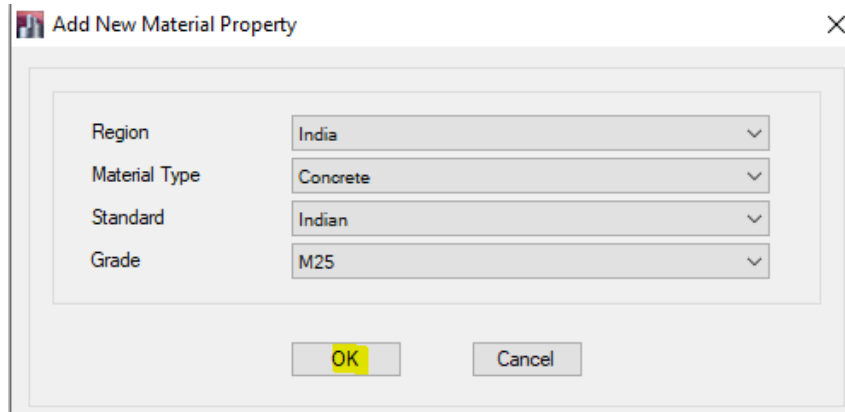 Add New Material Property
Region India
Material Type Concrete
Standard Indian
Grade M25
OK Cancel